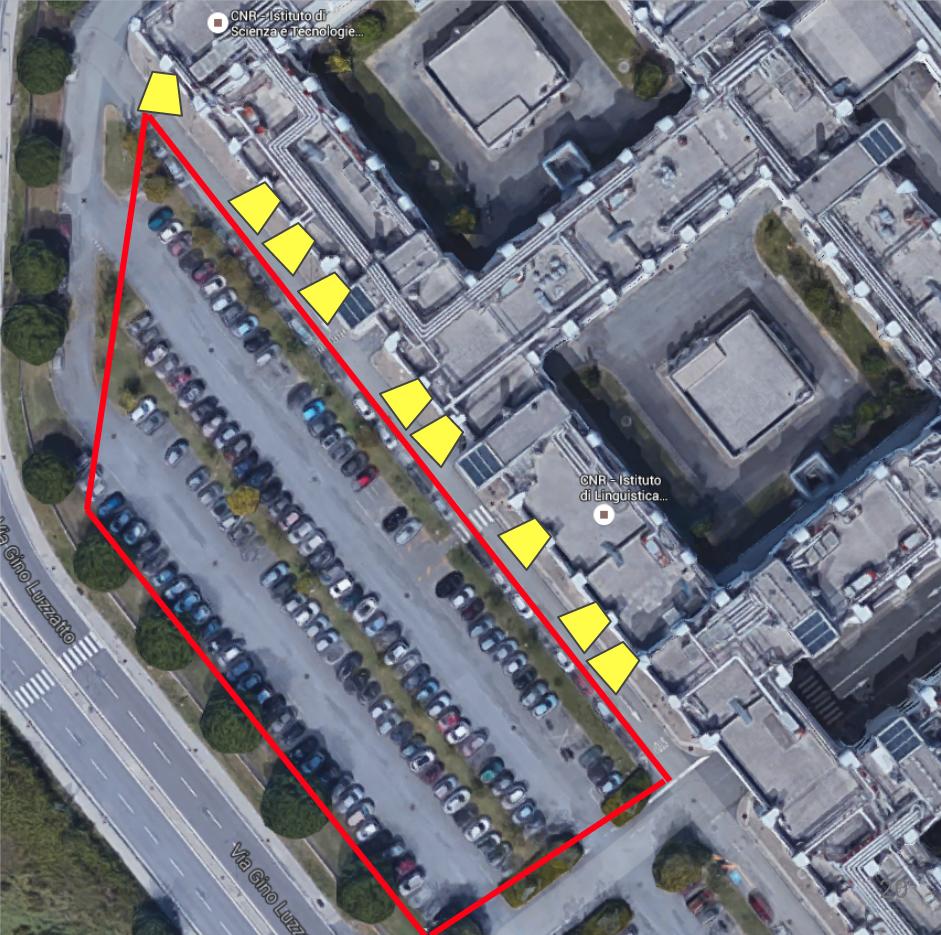 CNR - Istituto di
Scienza e Tecnologie...
CNR - Istituto
di Linguistica...
Via Gino Luzzatto
Via Gino Luzz